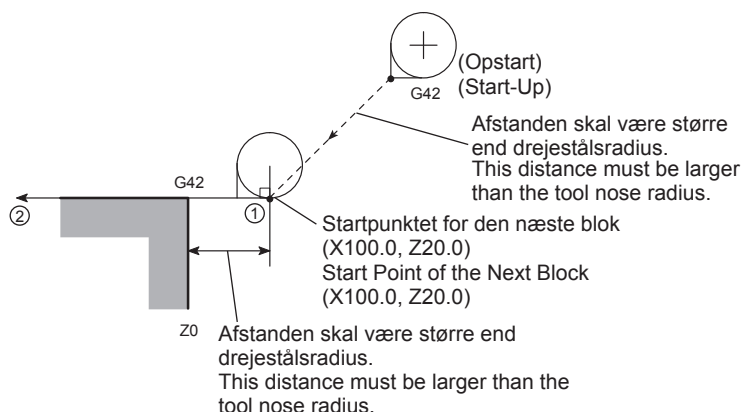 (Opstart)
G42 (Start-Up)
Afstanden skal være større
end drejestålsradius.
This distance must be larger
than the tool nose radius.
G42
② ①
Startpunktet for den næste blok
(X100.0, Z20.0)
Start Point of the Next Block
(X100.0, Z20.0)
Z0
Afstanden skal være større end
drejestålsradius.
This distance must be larger than the
tool nose radius.